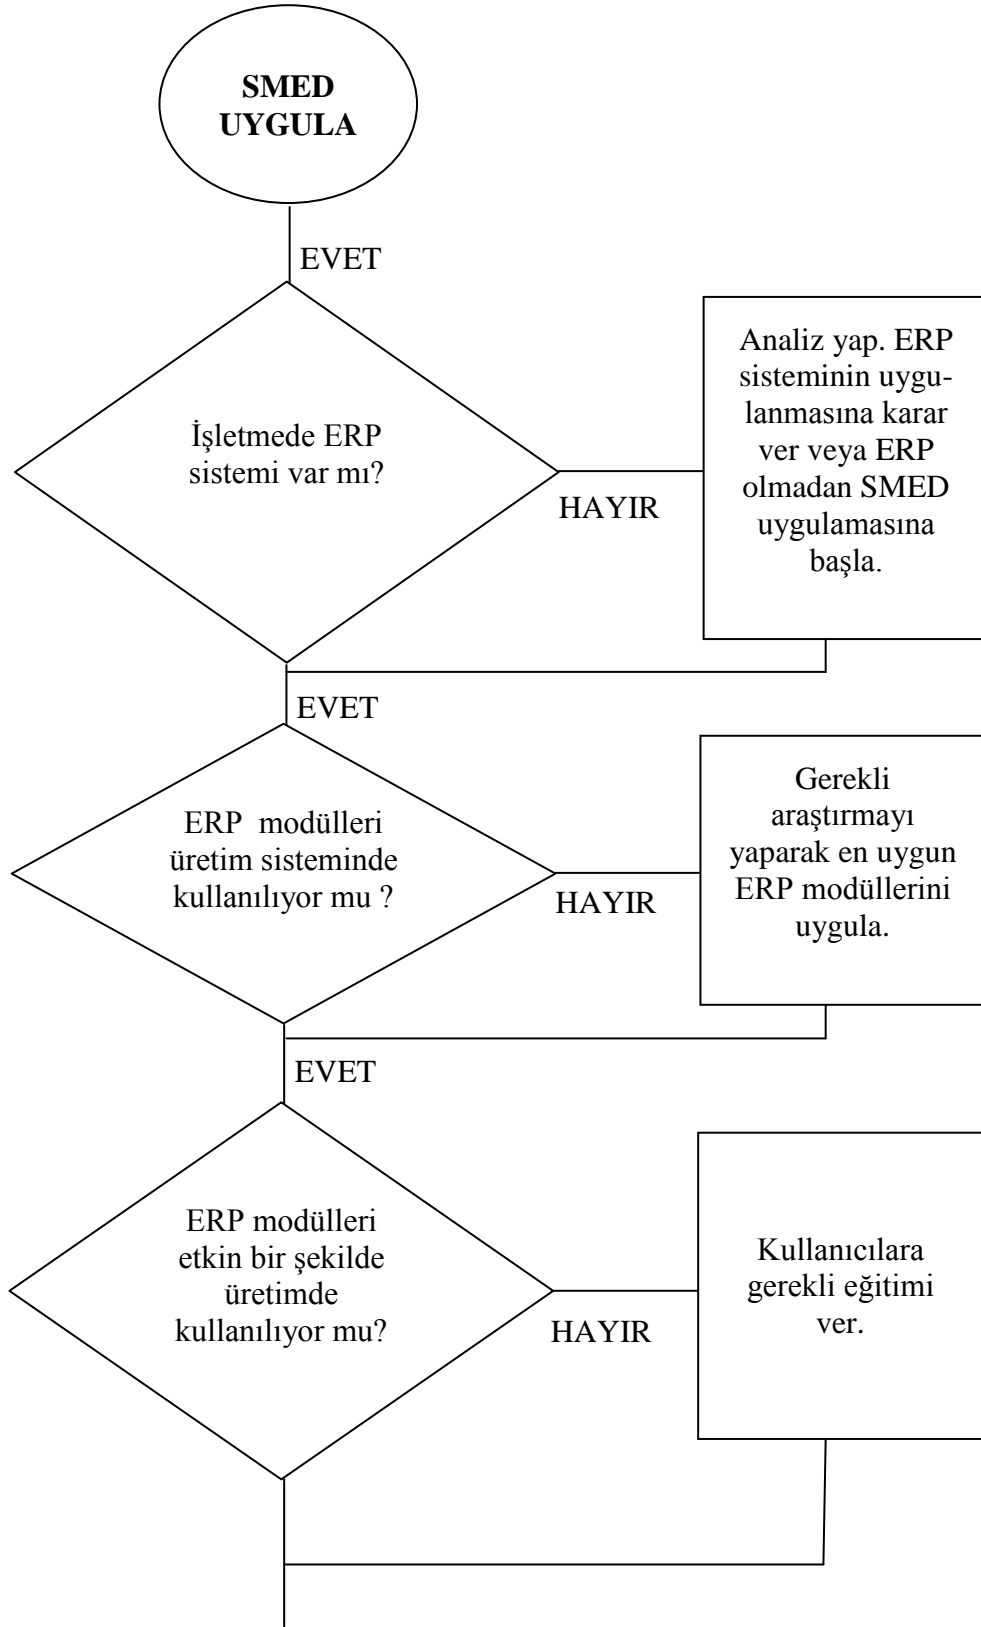 SMED
UYGULA
EVET
İşletmede ERP
sistemi var mı?
HAYIR
Analiz yap. ERP
sisteminin uygu-
lanmasına karar
ver veya ERP
olmadan SMED
uygulamasına
başla.
EVET
ERP  modülleri
üretim sisteminde
kullanılıyor mu ?
HAYIR
Gerekli
araştırmayı
yaparak en uygun
ERP modüllerini
uygula.
EVET
ERP modülleri
etkin bir şekilde
üretimde
kullanılıyor mu?
HAYIR
Kullanıcılara
gerekli eğitimi
ver.